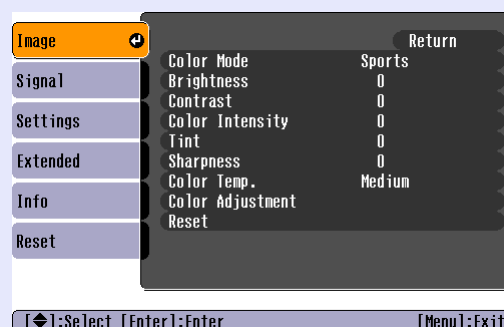 Image
Signal
Settings
Extended
Info
Reset
Return
Color Mode Sports
Brightness 0
Contrast 0
Color Intensity 0
Tint 0
Sharpness 0
Color Temp. Medium
Color Adjustment
Reset
[◆]:Select [Enter]:Enter [Menu]:Exit